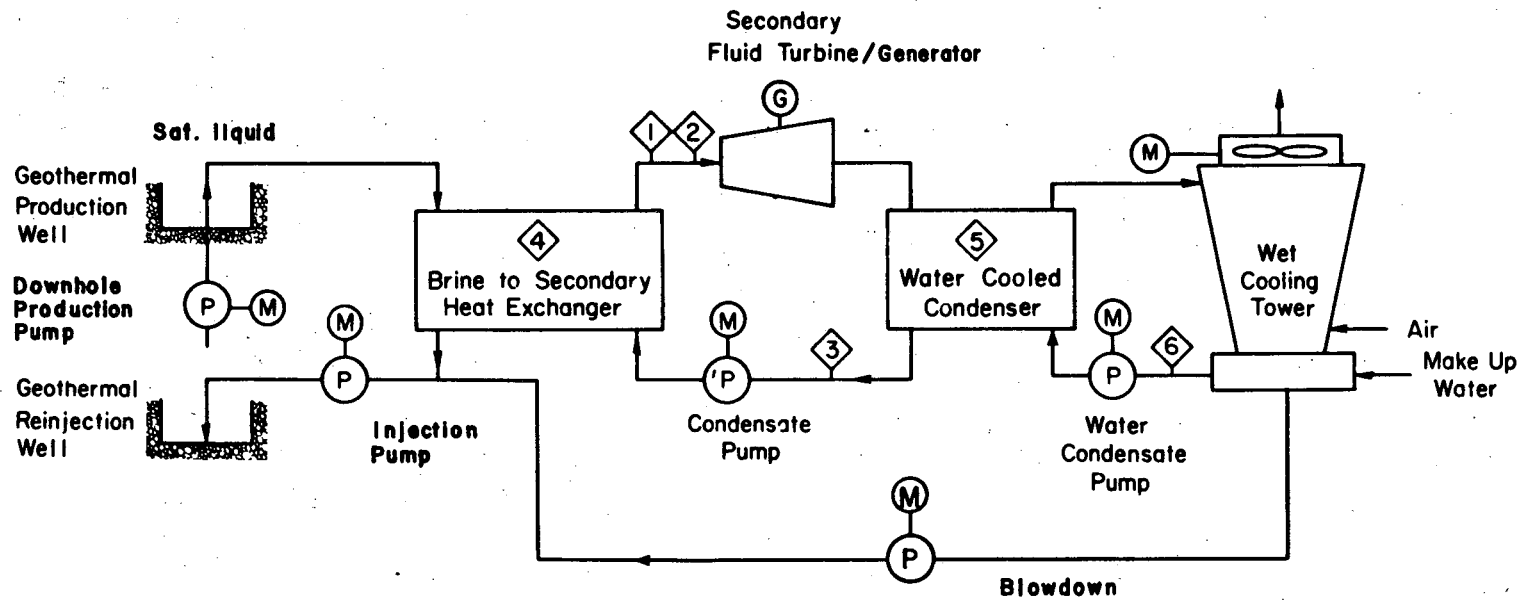 Secondary
Fluid Turbine/Generator
G
Sat. liquid
1
2
M
Geothermal
Production
Well
4
Brine to Secondary
Heat Exchanger
5
Water Cooled
Condenser
Wet
Cooling
Tower
Downhole
Production
Pump
P
M
M
M
3
M
6
Air
Make Up
Water
Geothermal
Reinjection
Well
P
'P
P
Injection
Pump
Condensate
Pump
Water
Condensate
Pump
M
P
Blowdown